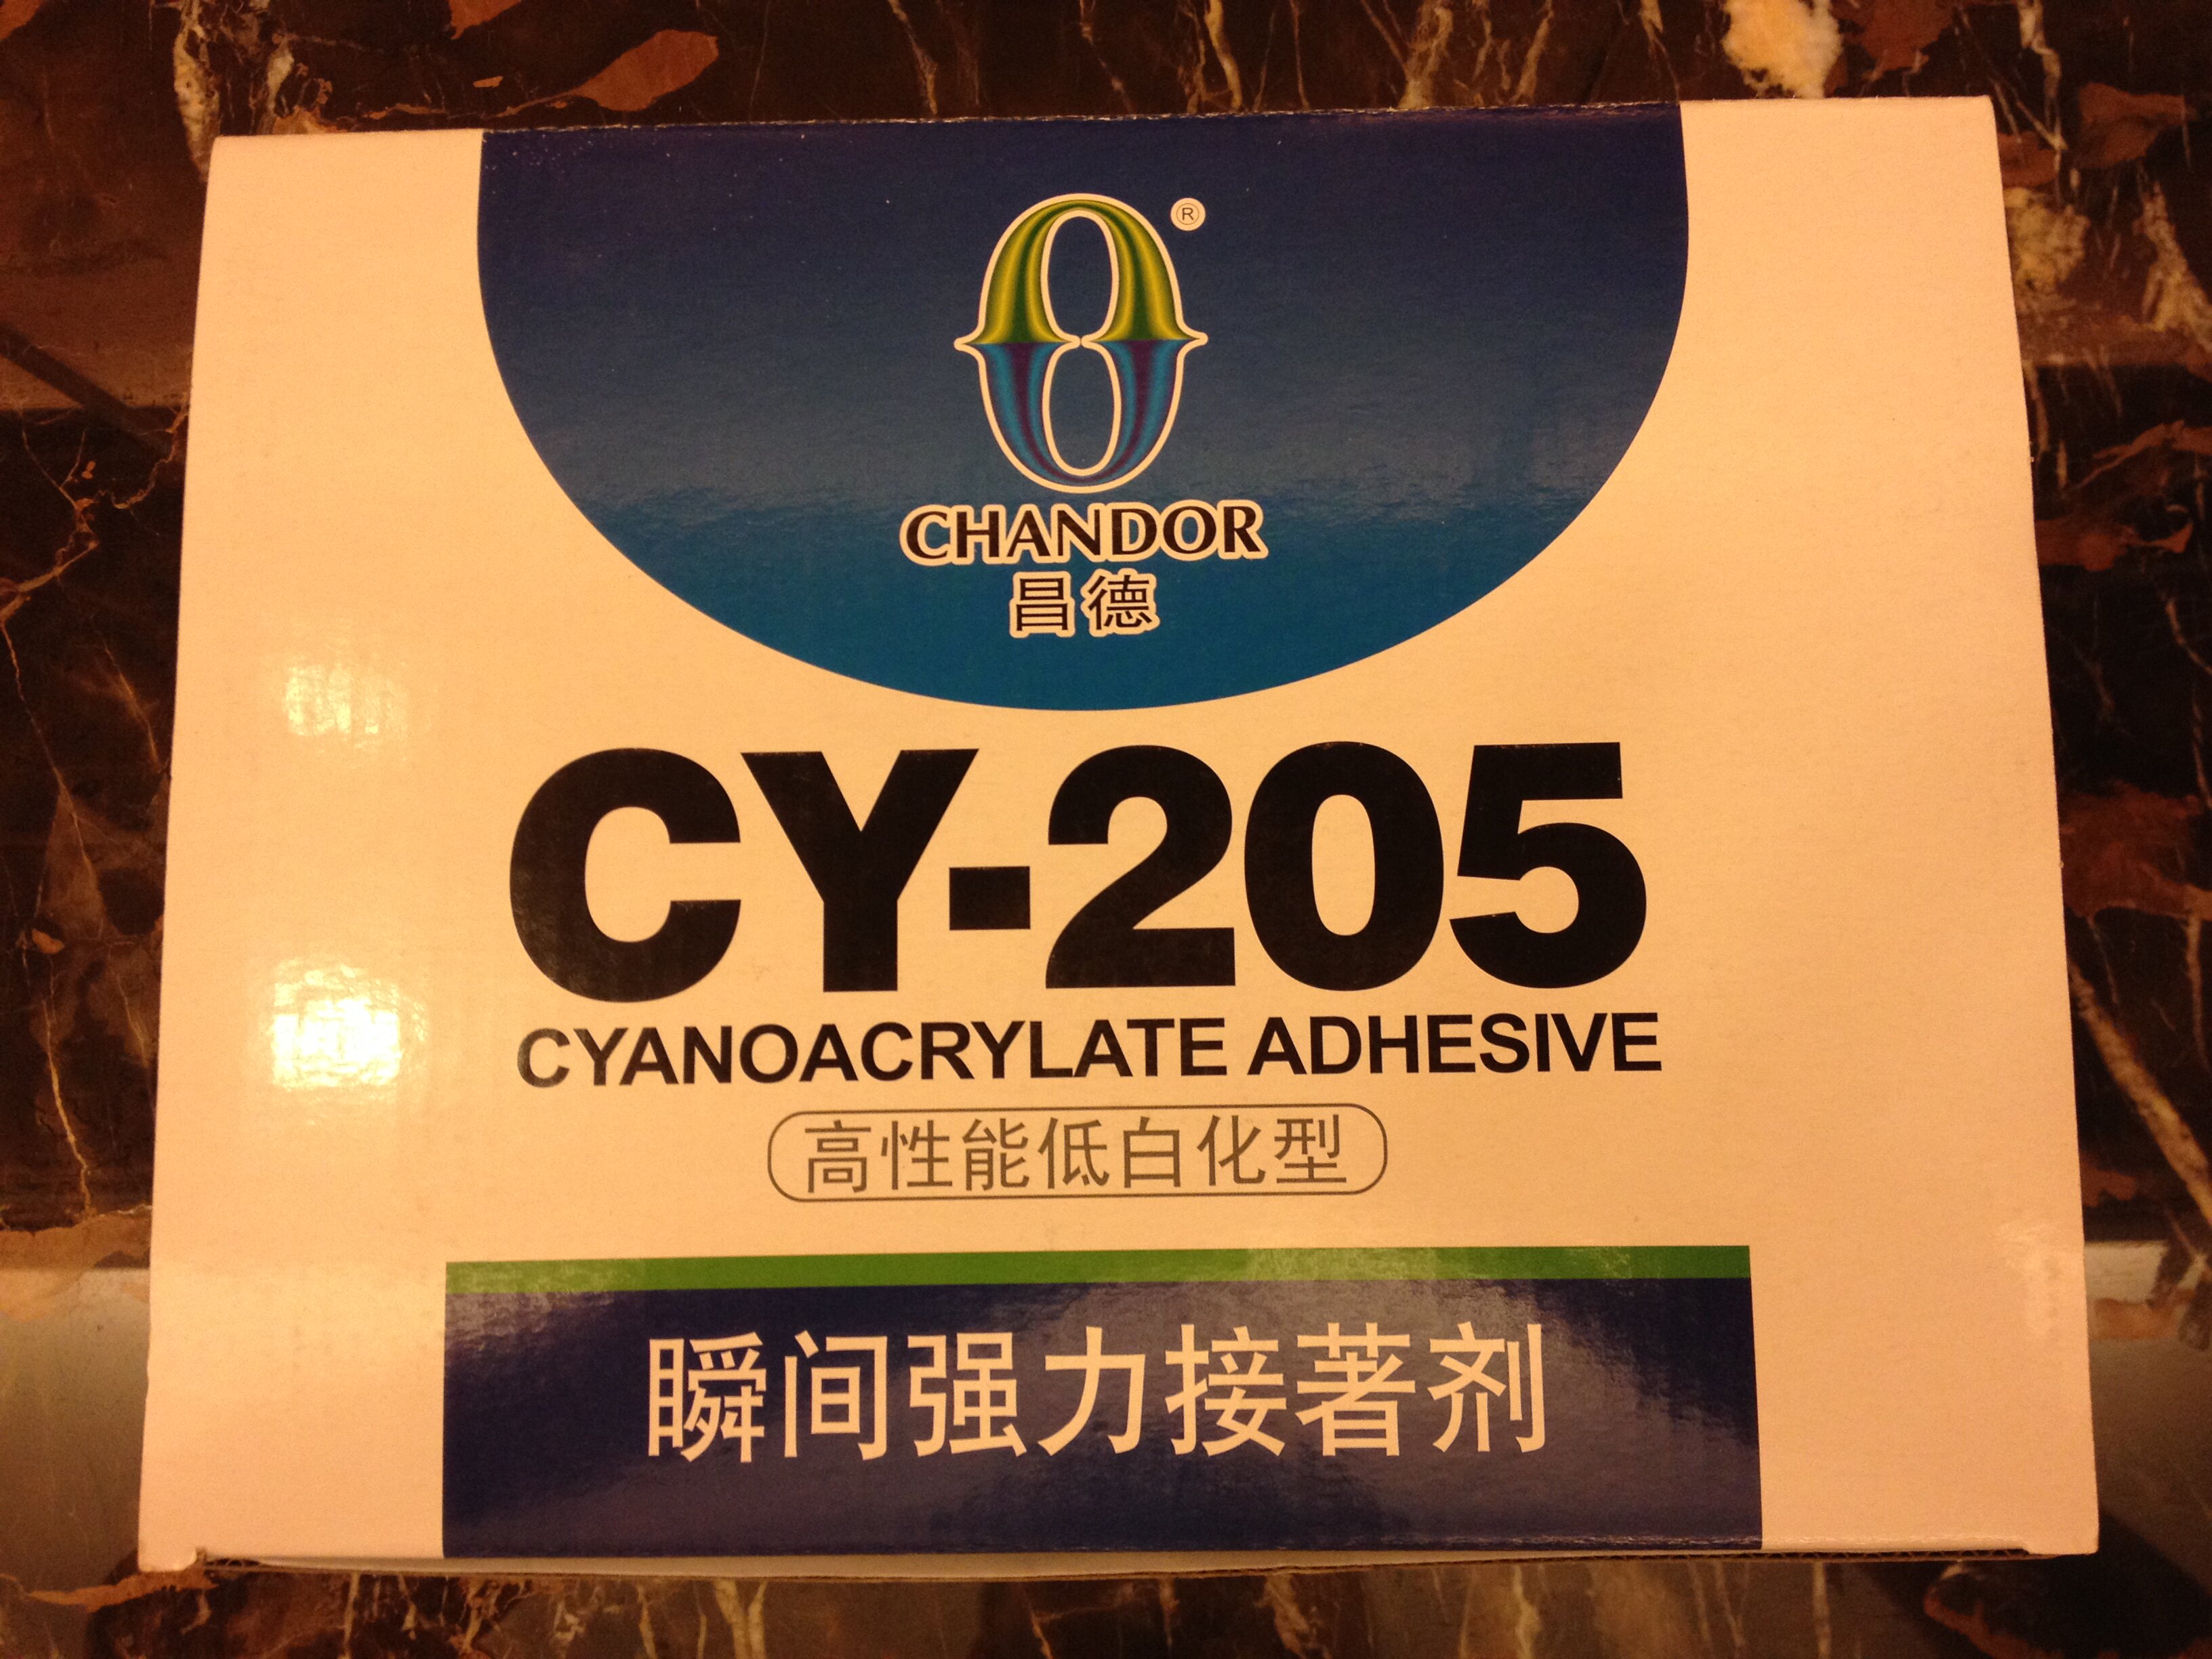 ®
CHANDOR
昌德
CY-205
CYANOACRYLATE ADHESIVE
高性能低白化型
瞬间强力接著剂